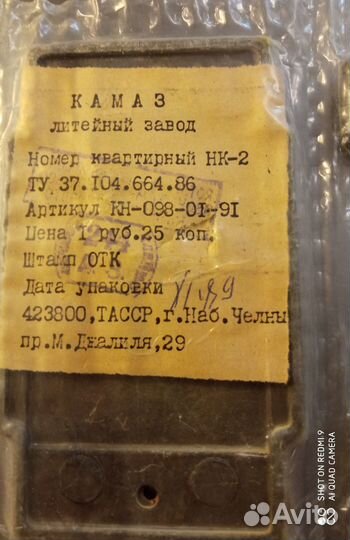 КАМАЗ
литейный завод
Номер квартирный НК-2
ТУ 37.104.664.86
Артикул КН-098-01-91
Цена 1 руб.25 коп.
Штамп ОТК
Дата упаковки
423800,ТАССР,г.Наб.Челны
пр.М.Джалиля,29
SHOT ON REDMI 9
AI QUAD CAMERA
Avito